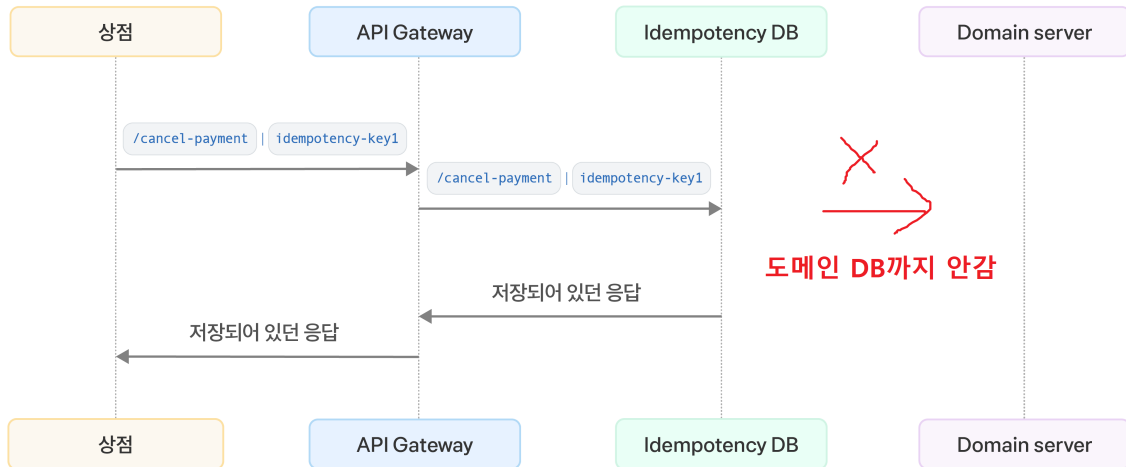 상점 API Gateway Idempotency DB Domain server
/cancel-payment | idempotency-key1
/cancel-payment | idempotency-key1
도메인 DB까지 안감
저장되어 있던 응답
저장되어 있던 응답
상점 API Gateway Idempotency DB Domain server